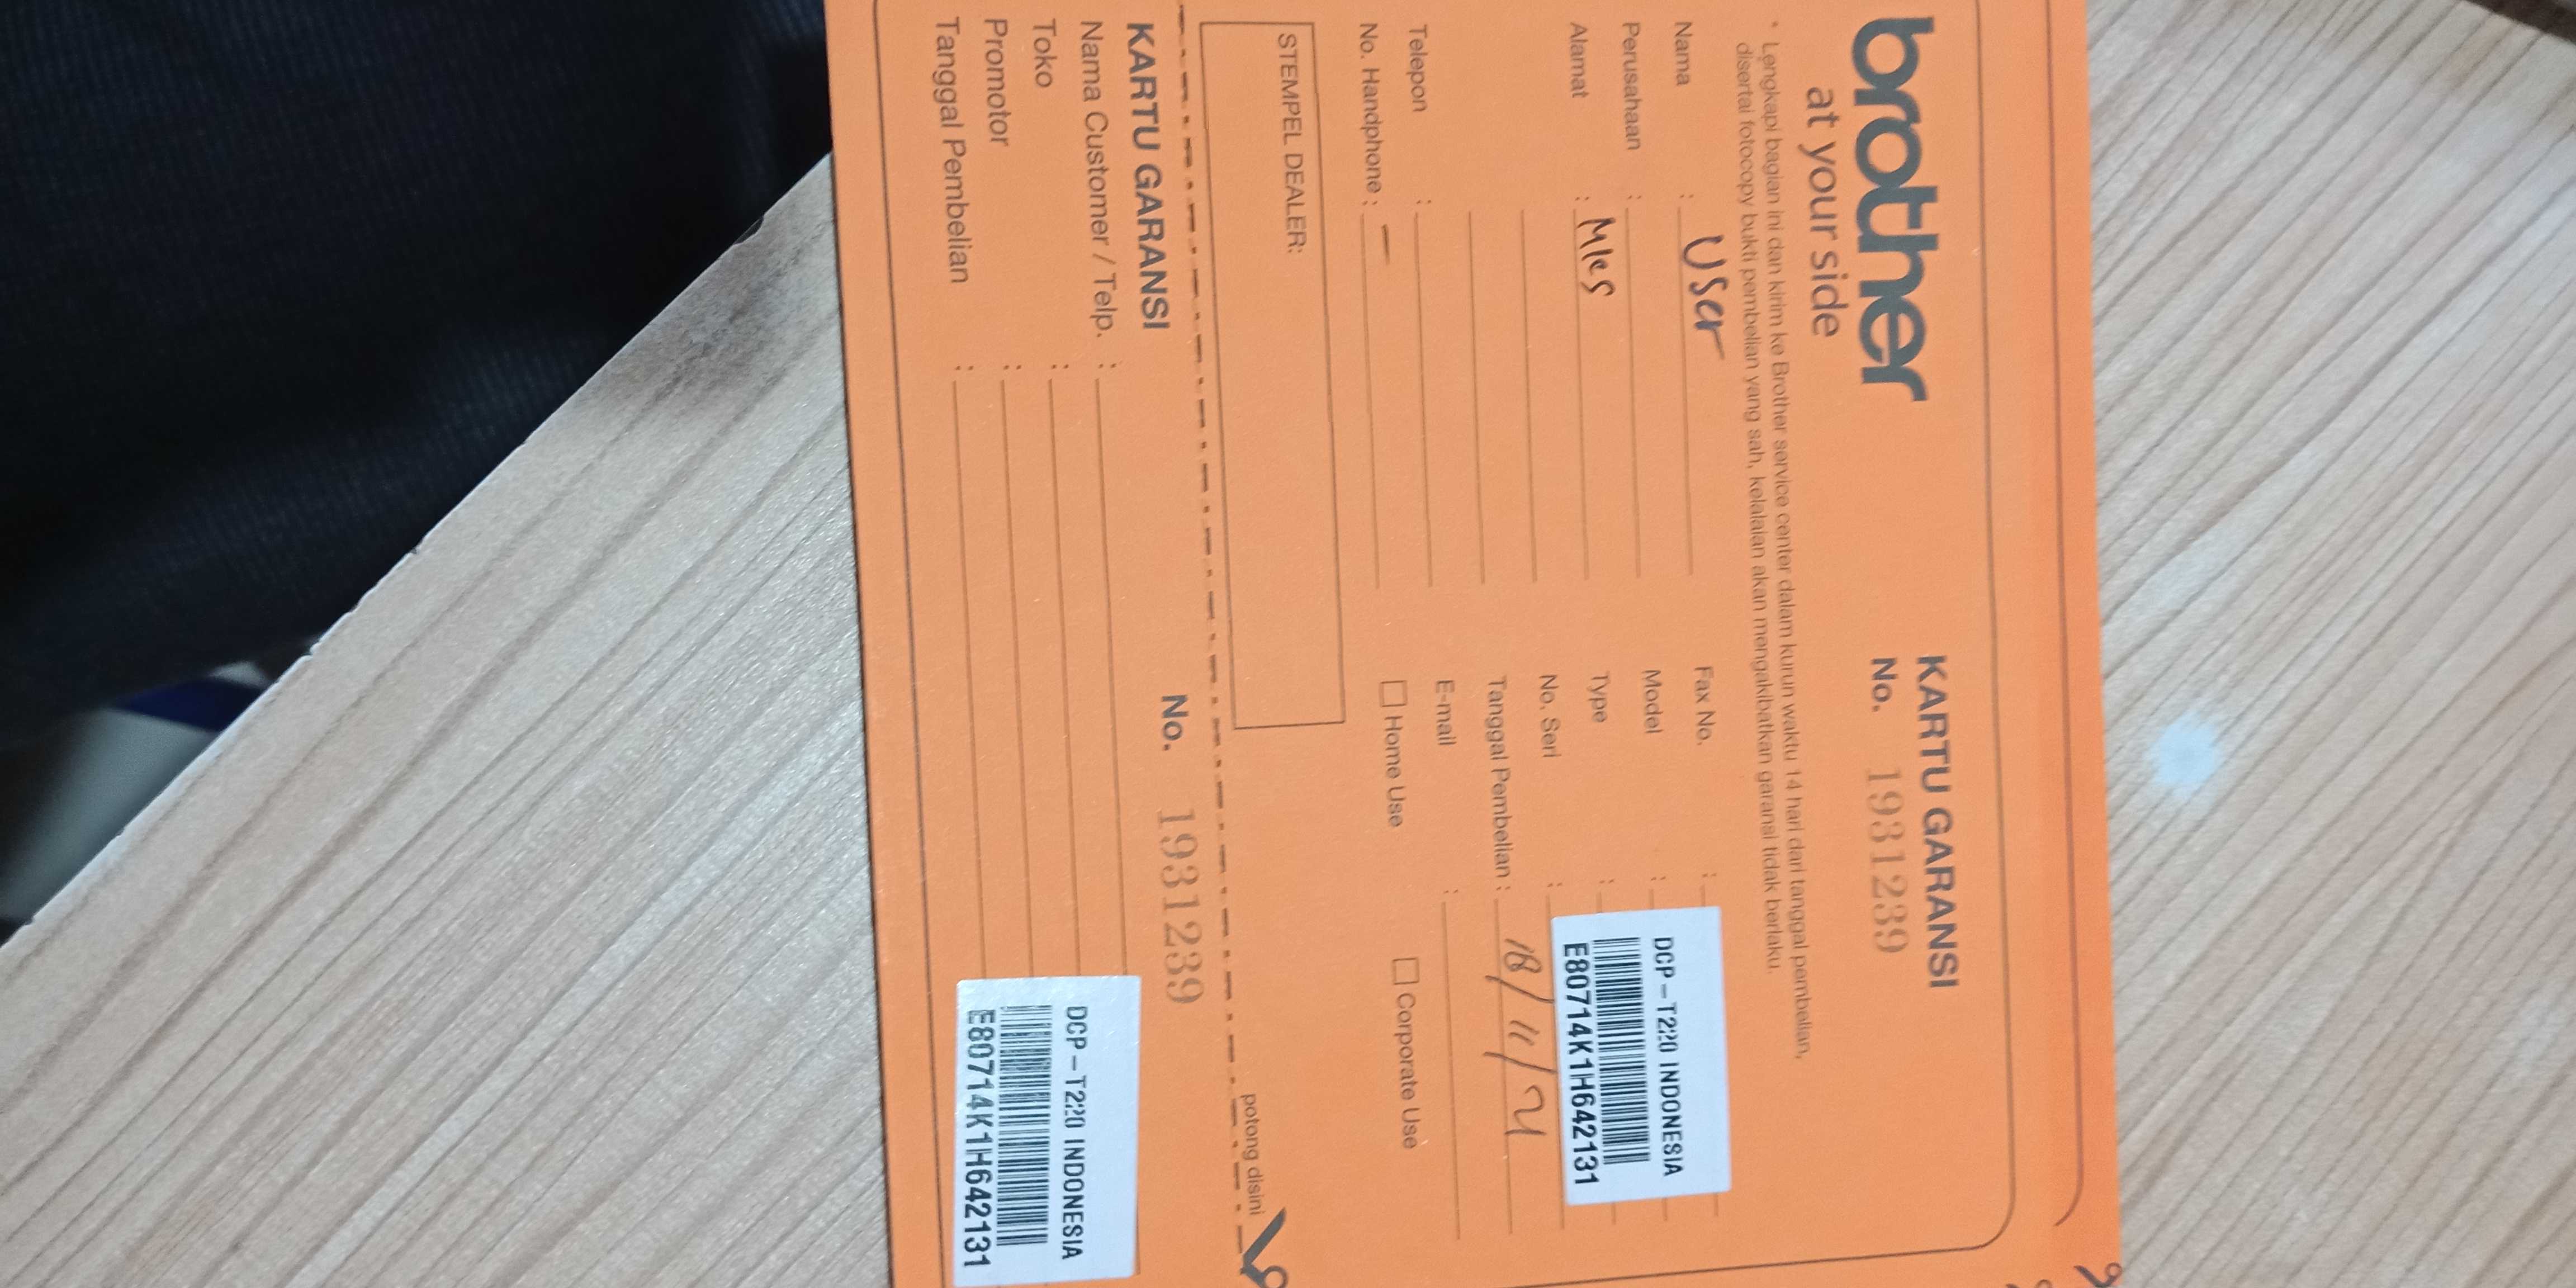 brother
at your side
KARTU GARANSI
No. 1931239
* Lengkapi bagian ini dan kirim ke Brother service center dalam kurun waktu 14 hari dari tanggal pembelian,
disertai fotocopy bukti pembelian yang sah, kelalaian akan mengakibatkan garansi tidak berlaku.
Nama : User
Perusahaan :
Alamat : Mles
Telepon :
No. Handphone : -
Fax No. :
Model :
Type :
No. Seri :
DCP-T220 INDONESIA
E80714K1H642131
Tanggal Pembelian : 18/11/24
E-mail :
Home Use
Corporate Use
STEMPEL DEALER:
potong disini
KARTU GARANSI
No. 1931239
Nama Customer / Telp. :
Toko :
Promotor :
Tanggal Pembelian :
DCP-T220 INDONESIA
E80714K1H642131